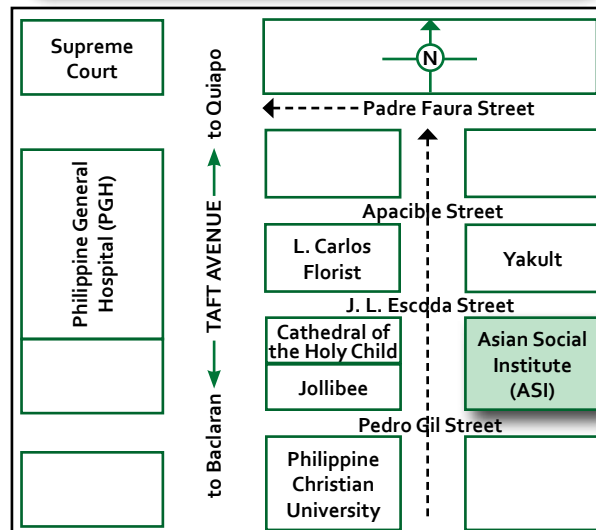 Supreme
Court
to Quiapo
N
Padre Faura Street
Philippine General
Hospital (PGH)
TAFT AVENUE
Apacible Street
L. Carlos
Florist
Yakult
J. L. Escoda Street
Cathedral of
the Holy Child
Jollibee
Asian Social
Institute
(ASI)
to Baclaran
Pedro Gil Street
Philippine
Christian
University